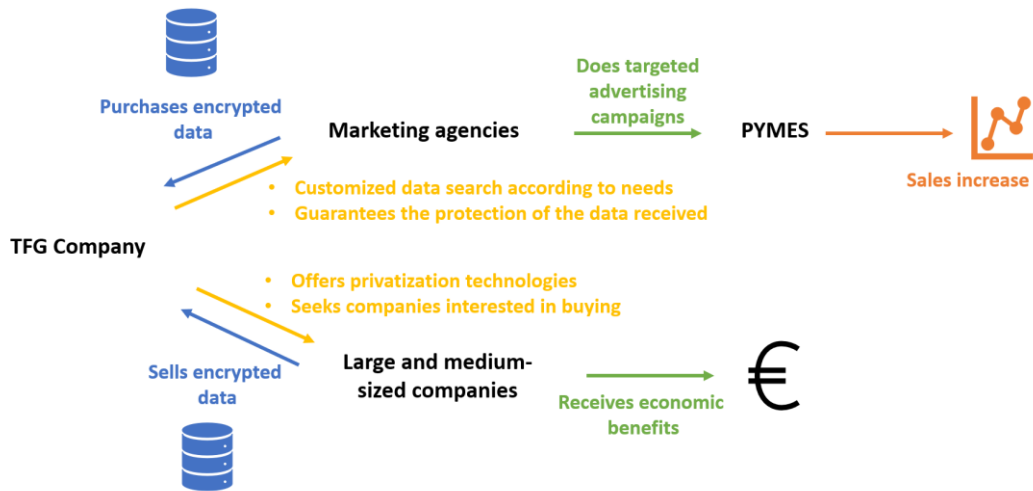 Purchases encrypted
data
Does targeted
advertising
campaigns
Marketing agencies
PYMES
Sales increase
• Customized data search according to needs
• Guarantees the protection of the data received
TFG Company
• Offers privatization technologies
• Seeks companies interested in buying
Sells encrypted
data
Large and medium-
sized companies
Receives economic
benefits
€